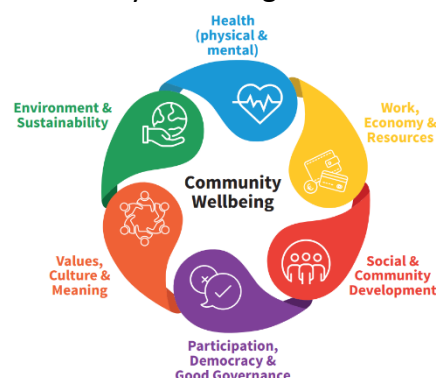 Health
(physical &
mental)
Work,
Economy &
Resources
Social &
Community
Development
Participation,
Democracy &
Good Governance
Values,
Culture &
Meaning
Environment &
Sustainability
Community
Wellbeing